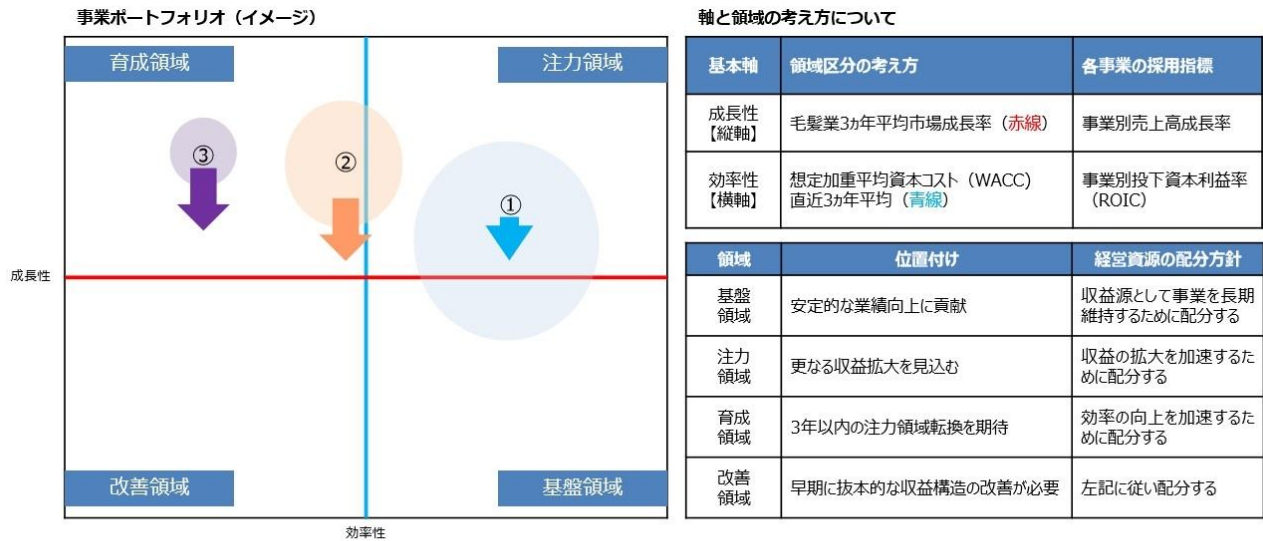 事業ポートフォリオ（イメージ）
育成領域
注力領域
③
②
①
成長性
改善領域
基盤領域
効率性
軸と領域の考え方について
基本軸
領域区分の考え方
各事業の採用指標
成長性
【縦軸】
毛髪業3ヵ年平均市場成長率（赤線）
事業別売上高成長率
効率性
【横軸】
想定加重平均資本コスト（WACC)
直近3ヵ年平均（青線）
事業別投下資本利益率
（ROIC）
領域
位置付け
経営資源の配分方針
基盤
領域
安定的な業績向上に貢献
収益源として事業を長期
維持するために配分する
注力
領域
更なる収益拡大を見込む
収益の拡大を加速するた
めに配分する
育成
領域
3年以内の注力領域転換を期待
効率の向上を加速するた
めに配分する
改善
領域
早期に抜本的な収益構造の改善が必要
左記に従い配分する